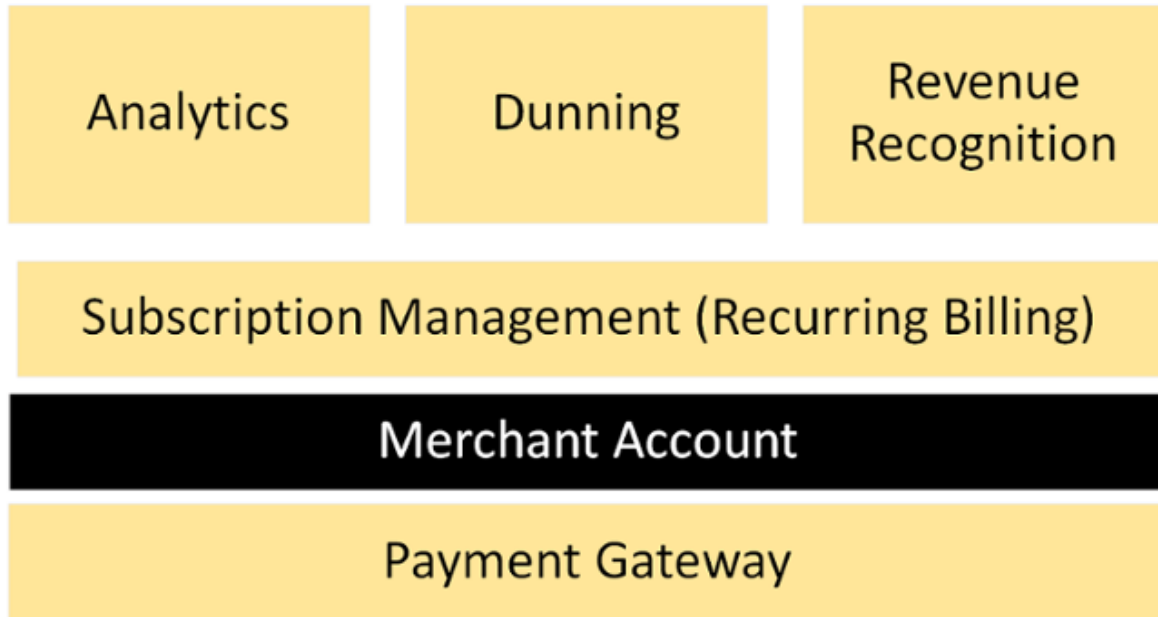 Analytics
Dunning
Revenue
Recognition
Subscription Management (Recurring Billing)
Merchant Account
Payment Gateway